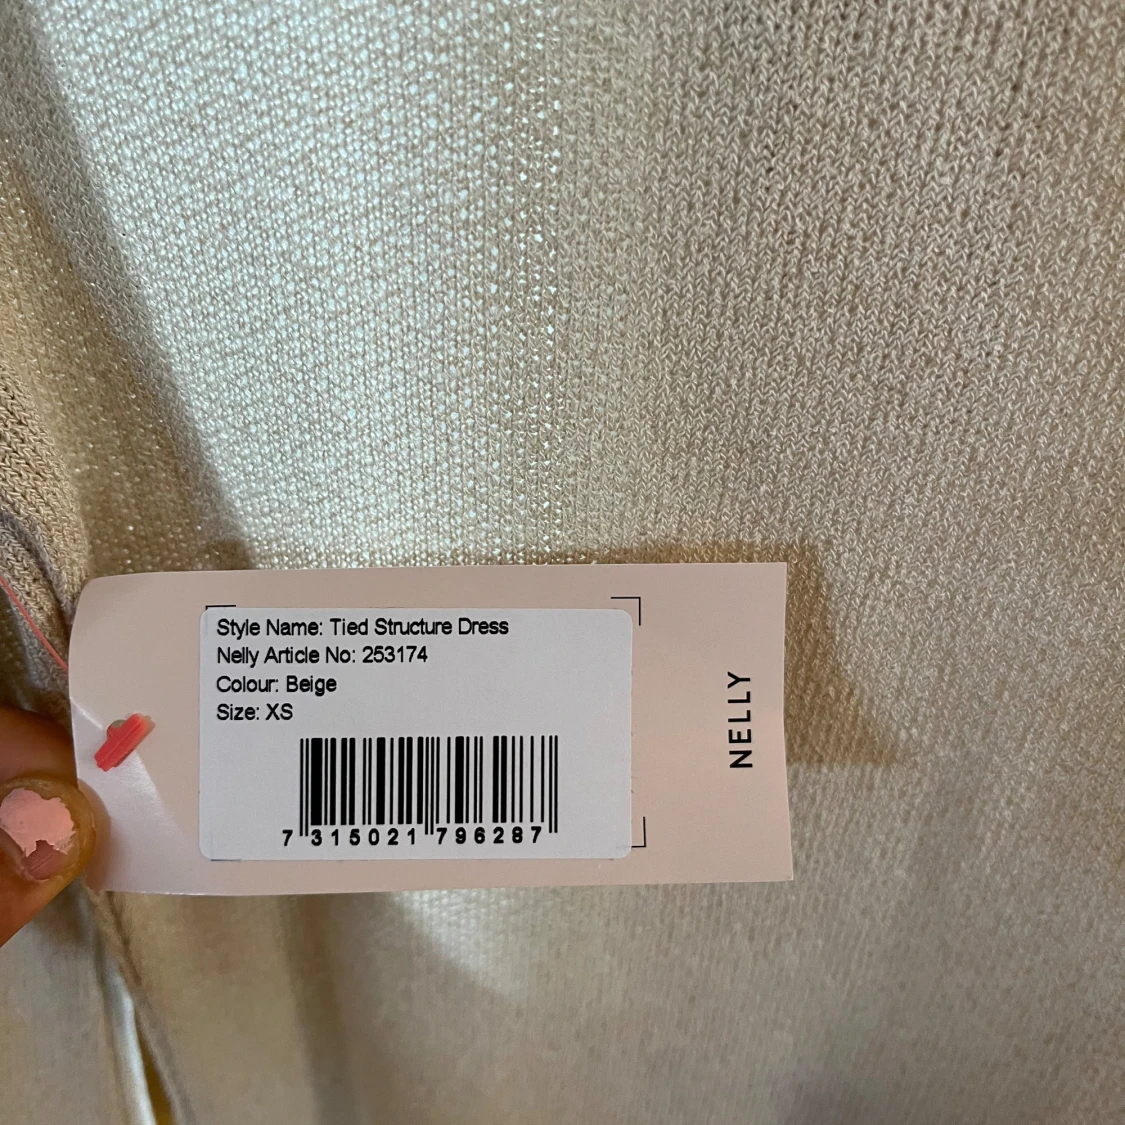 Style Name: Tied Structure Dress
Nelly Article No: 253174
Colour: Beige
Size: XS
7 315021 796287
NELLY